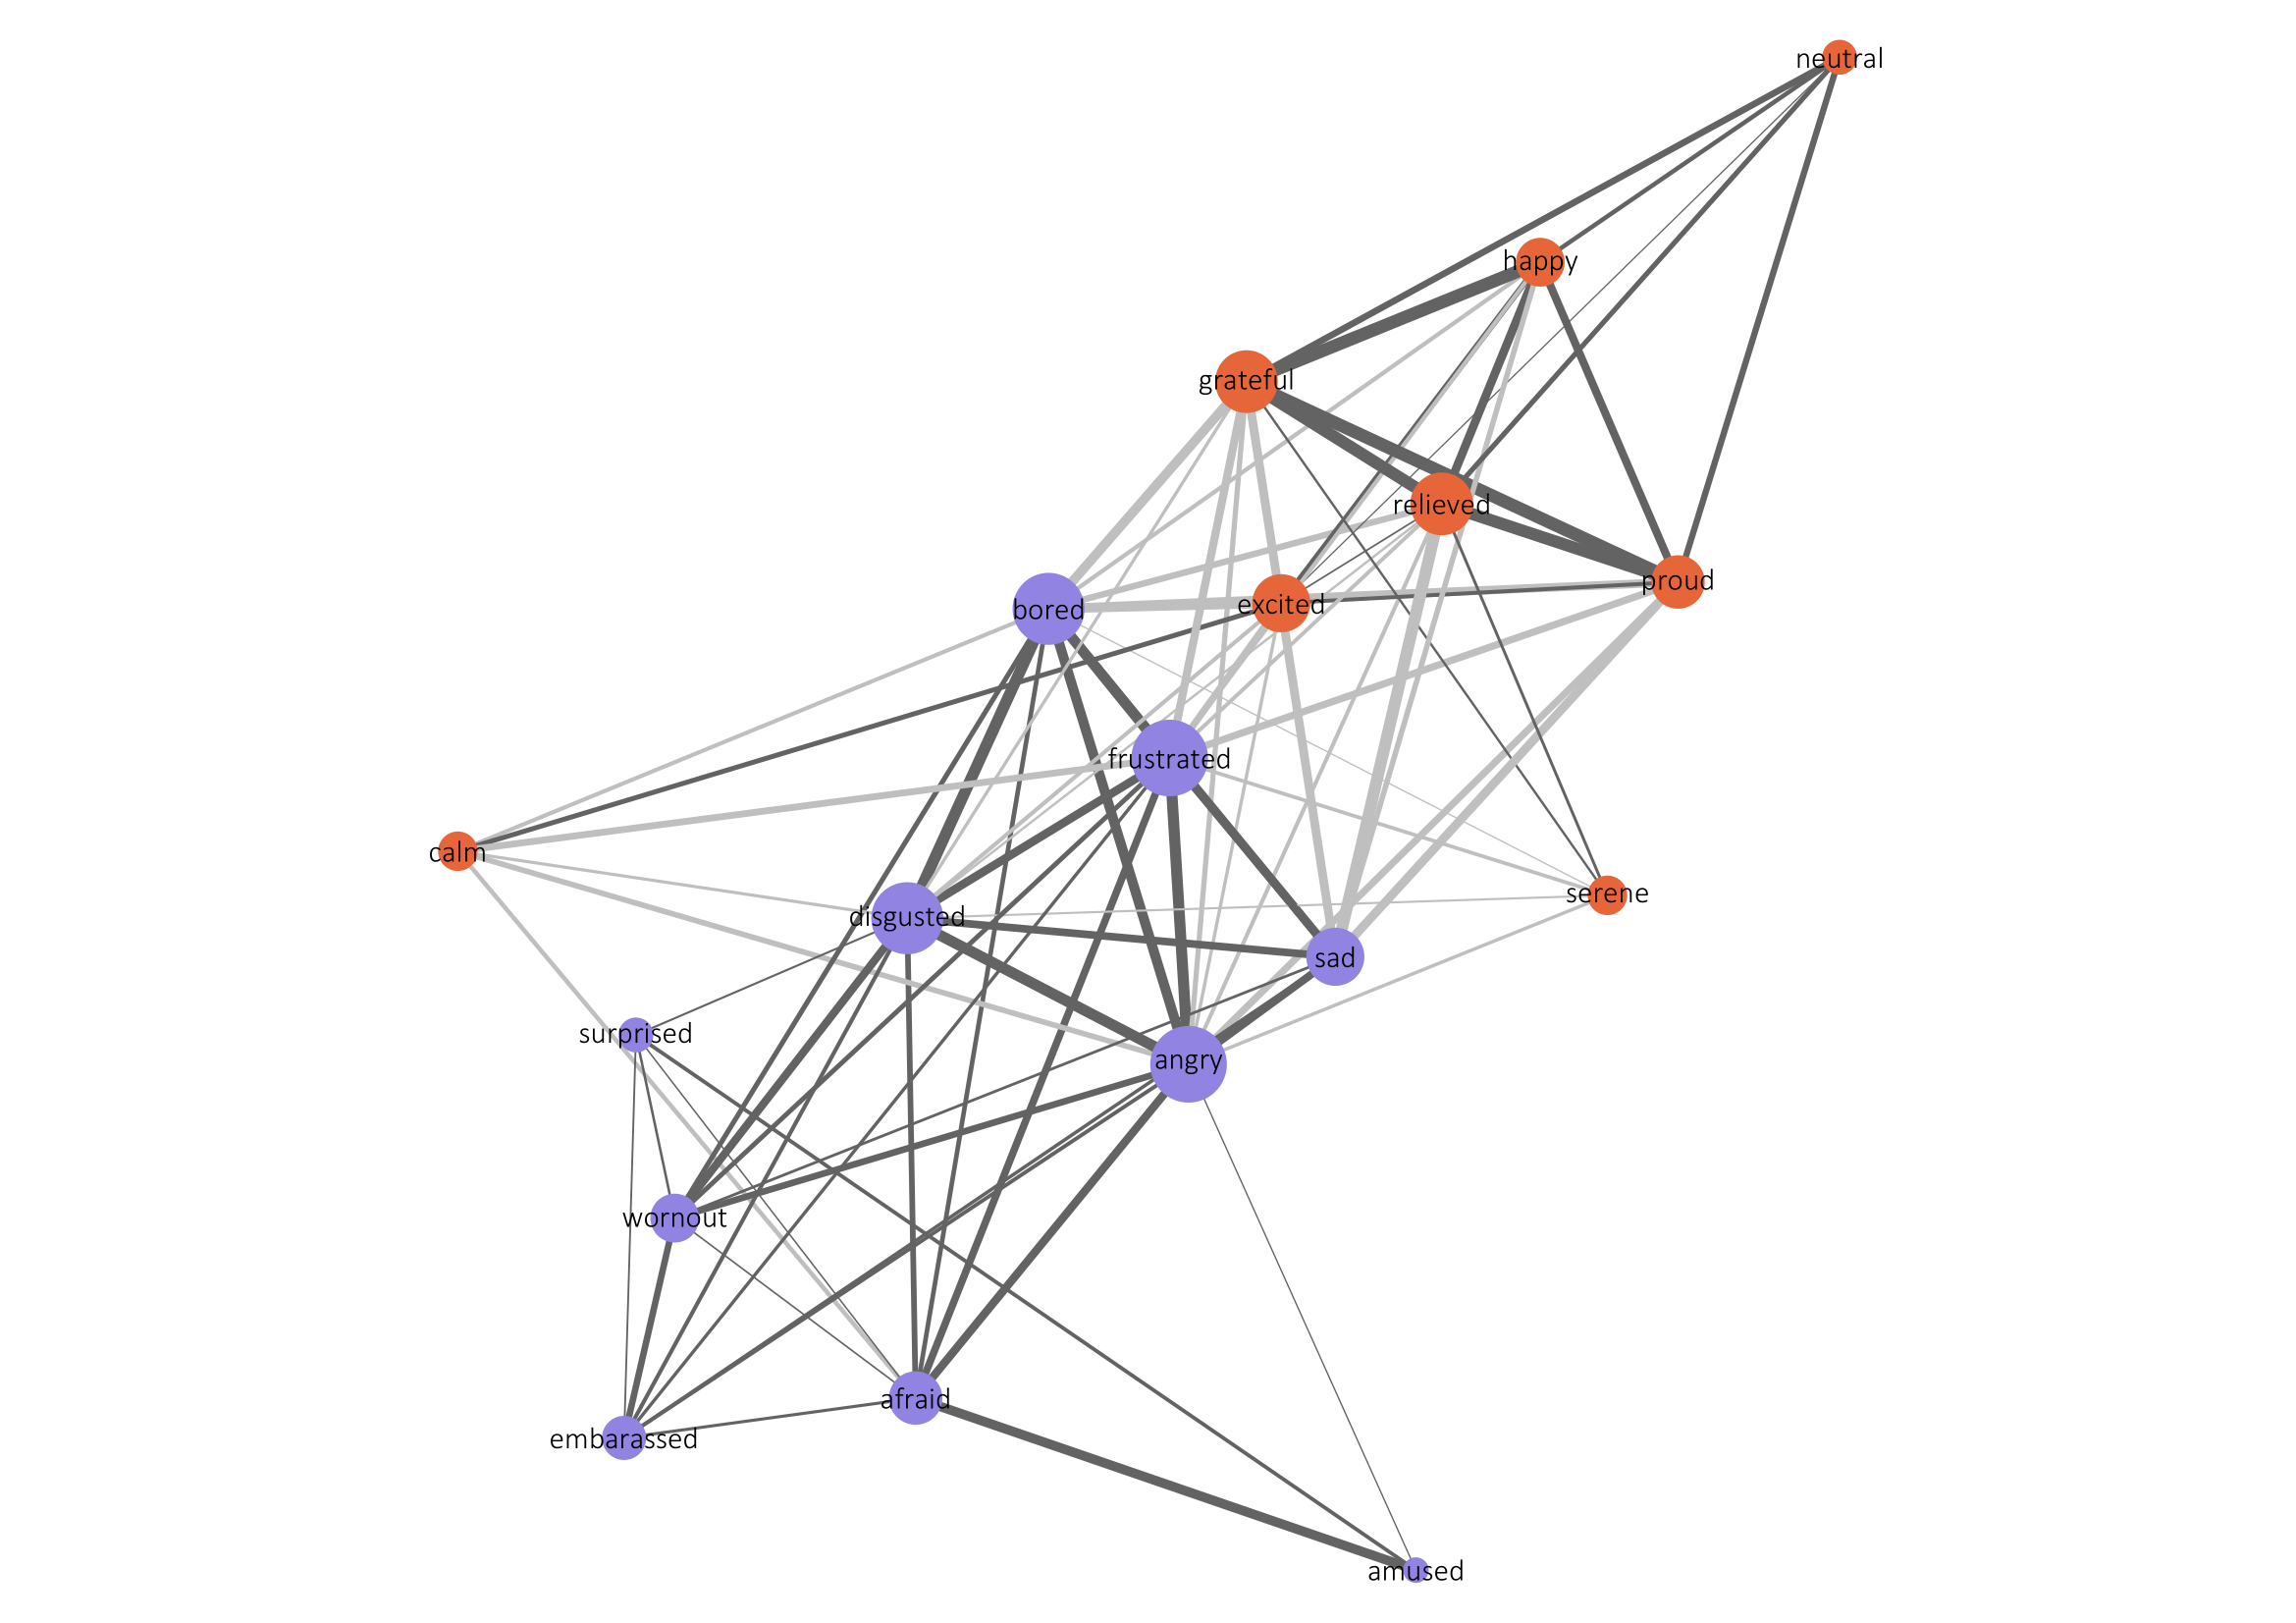 neutral
happy
grateful
relieved
proud
excited
bored
frustrated
calm
serene
disgusted
sad
surprised
angry
wornout
afraid
embarassed
amused